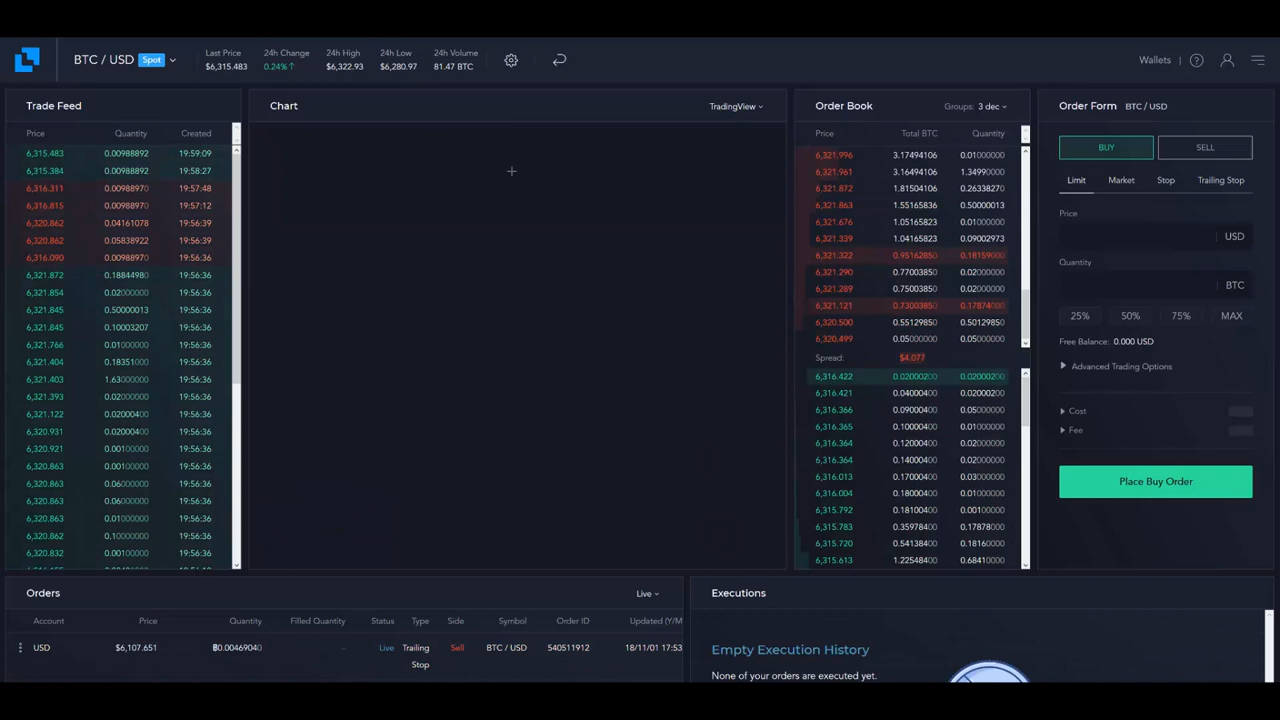 BTC / USD Spot
Last Price
$6,315.483
24h Change
0.24% ↑
24h High
$6,322.93
24h Low
$6,280.97
24h Volume
81.47 BTC
Wallets
Trade Feed
Price Quantity Created
6,315.483 0.00988892 19:59:09
6,315.384 0.00988892 19:58:27
6,316.311 0.00988970 19:57:48
6,316.815 0.00988970 19:57:12
6,320.862 0.04161078 19:56:39
6,320.862 0.05838922 19:56:39
6,316.090 0.00988970 19:56:36
6,321.872 0.18844980 19:56:36
6,321.854 0.02000000 19:56:36
6,321.845 0.50000013 19:56:36
6,321.845 0.10003207 19:56:36
6,321.766 0.01000000 19:56:36
6,321.404 0.18351000 19:56:36
6,321.403 1.63000000 19:56:36
6,321.393 0.02000000 19:56:36
6,321.122 0.02000400 19:56:36
6,320.931 0.02000400 19:56:36
6,320.921 0.00100000 19:56:36
6,320.863 0.00100000 19:56:36
6,320.863 0.06000000 19:56:36
6,320.863 0.06000000 19:56:36
6,320.863 0.01000000 19:56:36
6,320.862 0.10000000 19:56:36
6,320.832 0.00100000 19:56:36
Chart
TradingView
Order Book
Groups: 3 dec
Price Total BTC Quantity
6,321.996 3.17494106 0.01000000
6,321.961 3.16494106 1.34990000
6,321.872 1.81504106 0.26338270
6,321.863 1.55165836 0.50000013
6,321.676 1.05165823 0.01000000
6,321.339 1.04165823 0.09002973
6,321.322 0.95162850 0.18159000
6,321.290 0.77003850 0.02000000
6,321.289 0.75003850 0.02000000
6,321.121 0.73003850 0.17874000
6,320.500 0.55129850 0.50129850
6,320.499 0.05000000 0.05000000
Spread: $4.077
6,316.422 0.02000200 0.02000200
6,316.421 0.04000400 0.02000200
6,316.366 0.09000400 0.05000000
6,316.365 0.10000400 0.01000000
6,316.364 0.12000400 0.02000000
6,316.364 0.14000400 0.02000000
6,316.013 0.17000400 0.03000000
6,316.004 0.18000400 0.01000000
6,315.792 0.18100400 0.00100000
6,315.783 0.35978400 0.17878000
6,315.720 0.54138400 0.18160000
6,315.613 1.22548400 0.68410000
Order Form BTC / USD
BUY SELL
Limit Market Stop Trailing Stop
Price
USD
Quantity
BTC
25% 50% 75% MAX
Free Balance: 0.000 USD
Advanced Trading Options
Cost
Fee
Place Buy Order
Orders
Live
Account Price Quantity Filled Quantity Status Type Side Symbol Order ID Updated (Y/M
USD $6,107.651 ฿0.00469040 - Live Trailing Sell BTC / USD 540511912 18/11/01 17:53
Stop
Executions
Empty Execution History
None of your orders are executed yet.